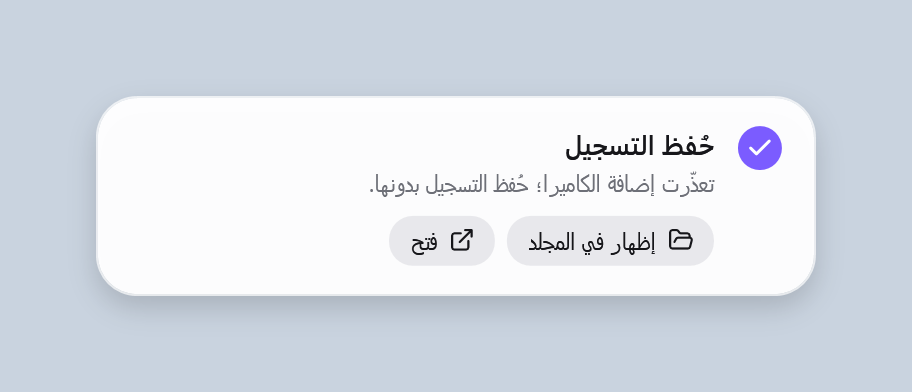 حُفظ التسجيل
تعذّرت إضافة الكاميرا؛ حُفظ التسجيل بدونها.
إظهار في المجلد
فتح